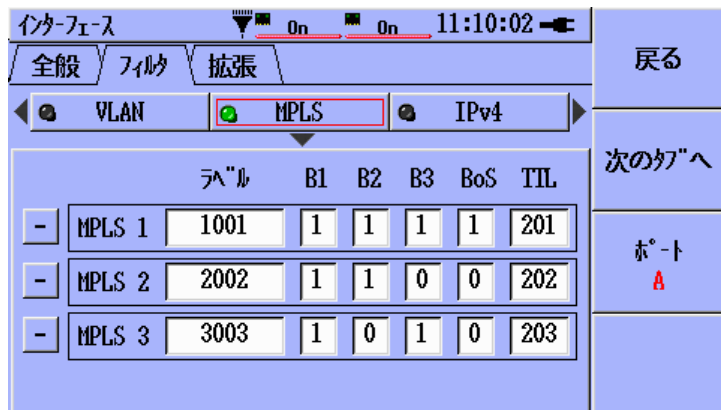 インターフェース On On 11:10:02
全般 フィルタ 拡張
VLAN MPLS IPv4
ラベル B1 B2 B3 BoS TTL
- MPLS 1 1001 1 1 1 1 201
- MPLS 2 2002 1 1 0 0 202
- MPLS 3 3003 1 0 1 0 203
戻る
次のタブへ
ポート
A